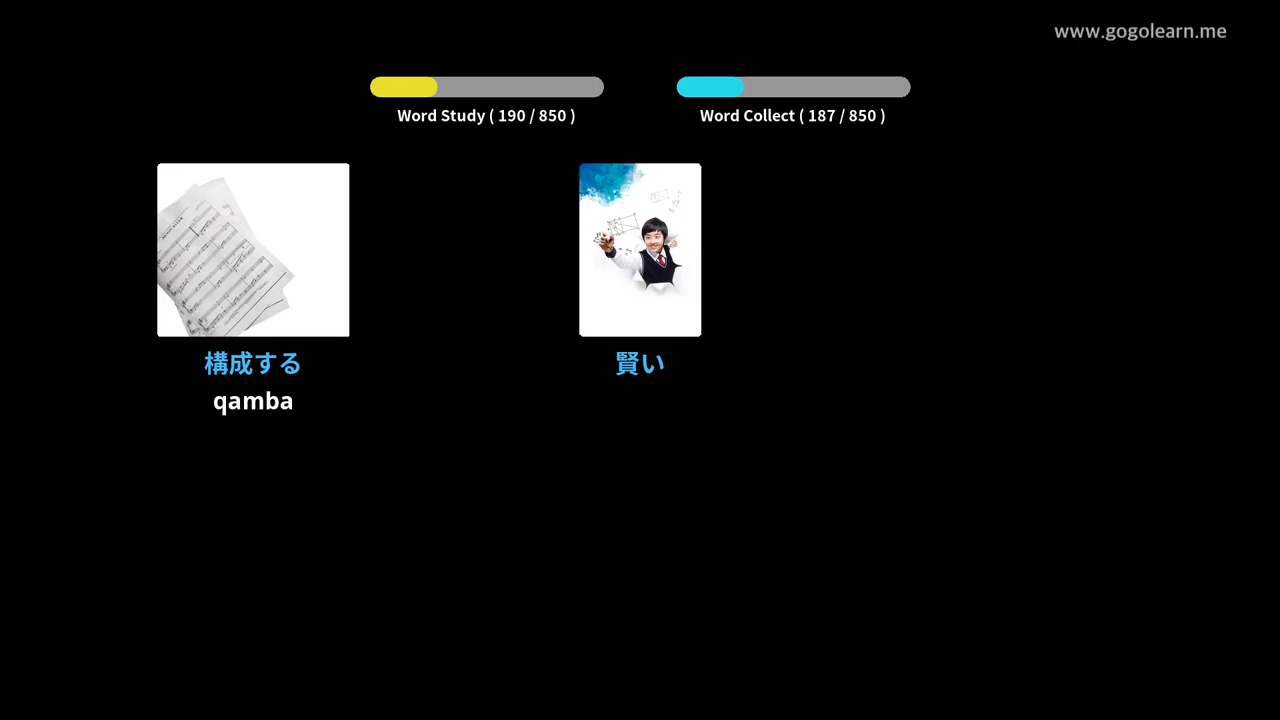 www.gogolearn.me
Word Study ( 190 / 850 )
Word Collect ( 187 / 850 )
構成する
qamba
賢い